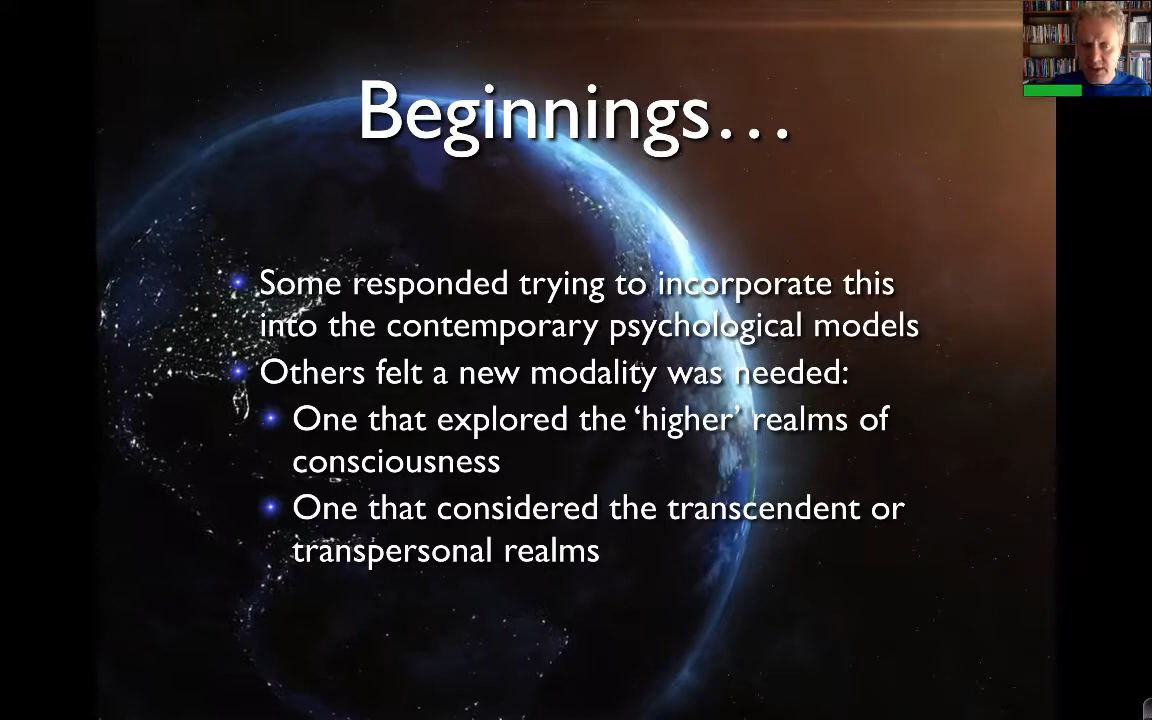 Beginnings…
Some responded trying to incorporate this
into the contemporary psychological models
Others felt a new modality was needed:
One that explored the ‘higher’ realms of
consciousness
One that considered the transcendent or
transpersonal realms